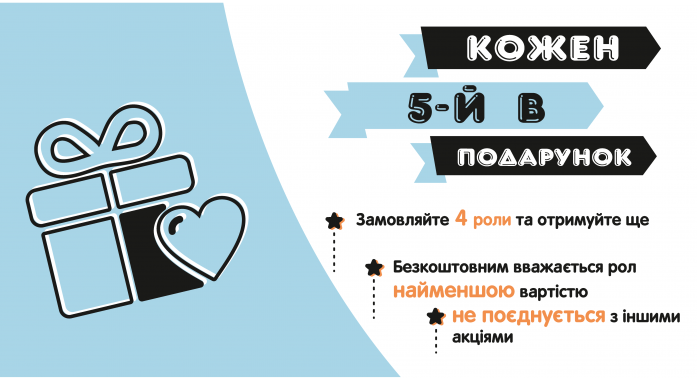 КОЖЕН
5-Й В
ПОДАРУНОК
Замовляйте 4 роли та отримуйте ще
Безкоштовним вважається рол
найменшою вартістю
не поєднується з іншими
акціями